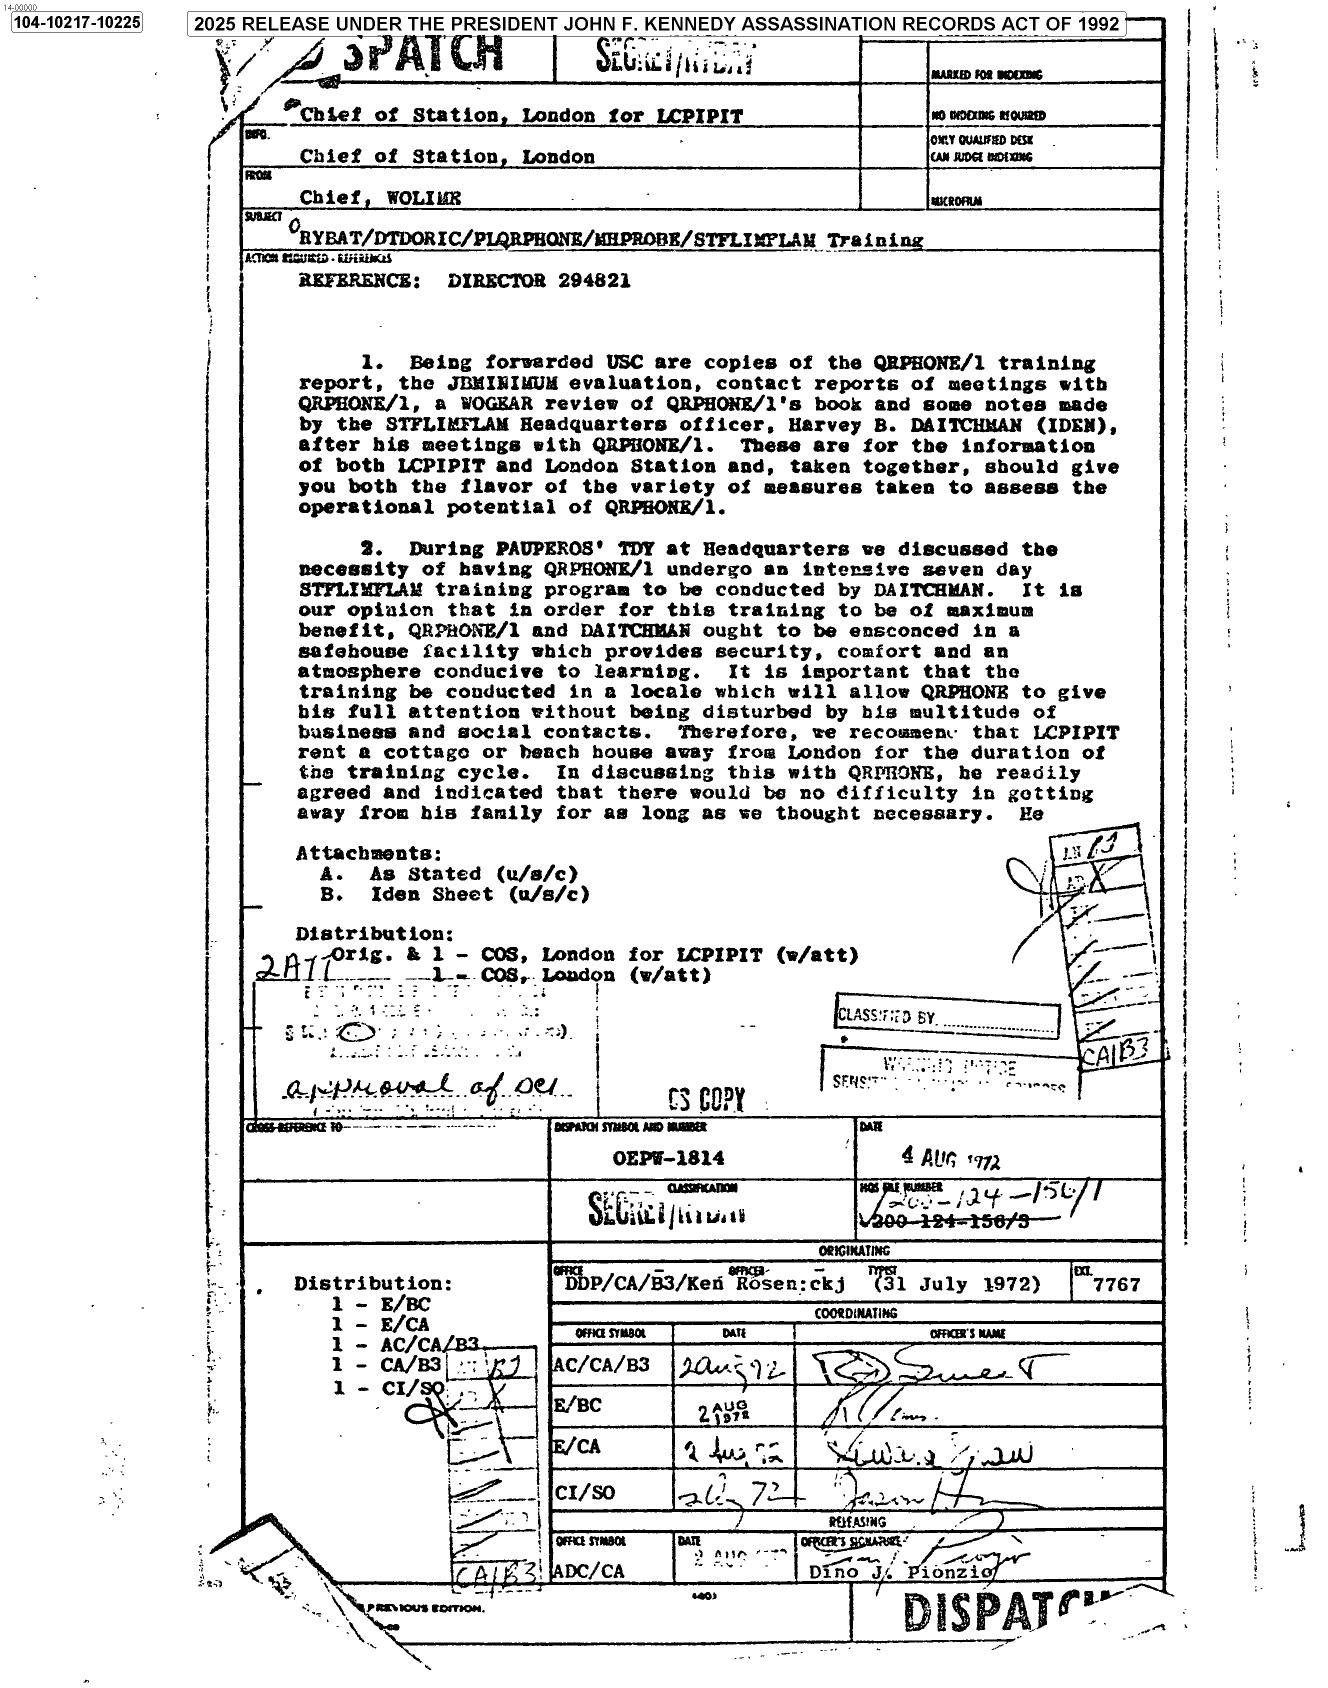 14-00000
104-10217-10225
2025 RELEASE UNDER THE PRESIDENT JOHN F. KENNEDY ASSASSINATION RECORDS ACT OF 1992
DISPATCH
SECRET/RYBAT
MARKED FOR INDEXING
Chief of Station, London for LCPIPIT
NO INDEXING REQUIRED
INFO.
Chief of Station, London
ONLY QUALIFIED DESK
CAN JUDGE INDEXING
FROM
Chief, WOLIME
MICROFILM
SUBJECT
RYBAT/DTDORIC/PLQRPHONE/MHPROBE/STFLIMFLAM Training
ACTION REQUIRED - REFERENCES
REFERENCE: DIRECTOR 294821
1. Being forwarded USC are copies of the QRPHONE/1 training
report, the JBMINIMUM evaluation, contact reports of meetings with
QRPHONE/1, a WOGEAR review of QRPHONE/1's book and some notes made
by the STFLIMFLAM Headquarters officer, Harvey B. DAITCHMAN (IDEN),
after his meetings with QRPHONE/1. These are for the information
of both LCPIPIT and London Station and, taken together, should give
you both the flavor of the variety of measures taken to assess the
operational potential of QRPHONE/1.
2. During PAUPEROS' TDY at Headquarters we discussed the
necessity of having QRPHONE/1 undergo an intensive seven day
STFLIMFLAM training program to be conducted by DAITCHMAN. It is
our opinion that in order for this training to be of maximum
benefit, QRPHONE/1 and DAITCHMAN ought to be ensconced in a
safehouse facility which provides security, comfort and an
atmosphere conducive to learning. It is important that the
training be conducted in a locale which will allow QRPHONE to give
his full attention without being disturbed by his multitude of
business and social contacts. Therefore, we recommend that LCPIPIT
rent a cottage or beach house away from London for the duration of
the training cycle. In discussing this with QRPHONE, he readily
agreed and indicated that there would be no difficulty in getting
away from his family for as long as we thought necessary. He
Attachments:
A. As Stated (u/s/c)
B. Iden Sheet (u/s/c)
Distribution:
Orig. & 1 - COS, London for LCPIPIT (w/att)
2 ATT
1 - COS, London (w/att)
CLASSIFIED BY
WARNING NOTICE
CA/B3
approval of DCI
CS COPY
CROSS-REFERENCE TO
DISPATCH SYMBOL AND NUMBER
DATE
OEPW-1814
4 AUG 1972
CLASSIFICATION
HQS FILE NUMBER
SECRET/RYBAT
200-124-156/1
200-124-156/3
ORIGINATING
OFFICE
OFFICER
TYPIST
EXT.
DDP/CA/B3/Ken Rosen:ckj (31 July 1972)
7767
Distribution:
1 - E/BC
1 - E/CA
1 - AC/CA/B3
1 - CA/B3
1 - CI/SO
COORDINATING
OFFICE SYMBOL
DATE
OFFICER'S NAME
AC/CA/B3
2 Aug 72
E/BC
2 AUG 1972
E/CA
2 Aug 72
CI/SO
RELEASING
OFFICE SYMBOL
DATE
OFFICER'S SIGNATURE
ADC/CA
2 AUG
Dino J. Pionzio
CA/B3
PREVIOUS EDITION.
(40)
DISPATCH